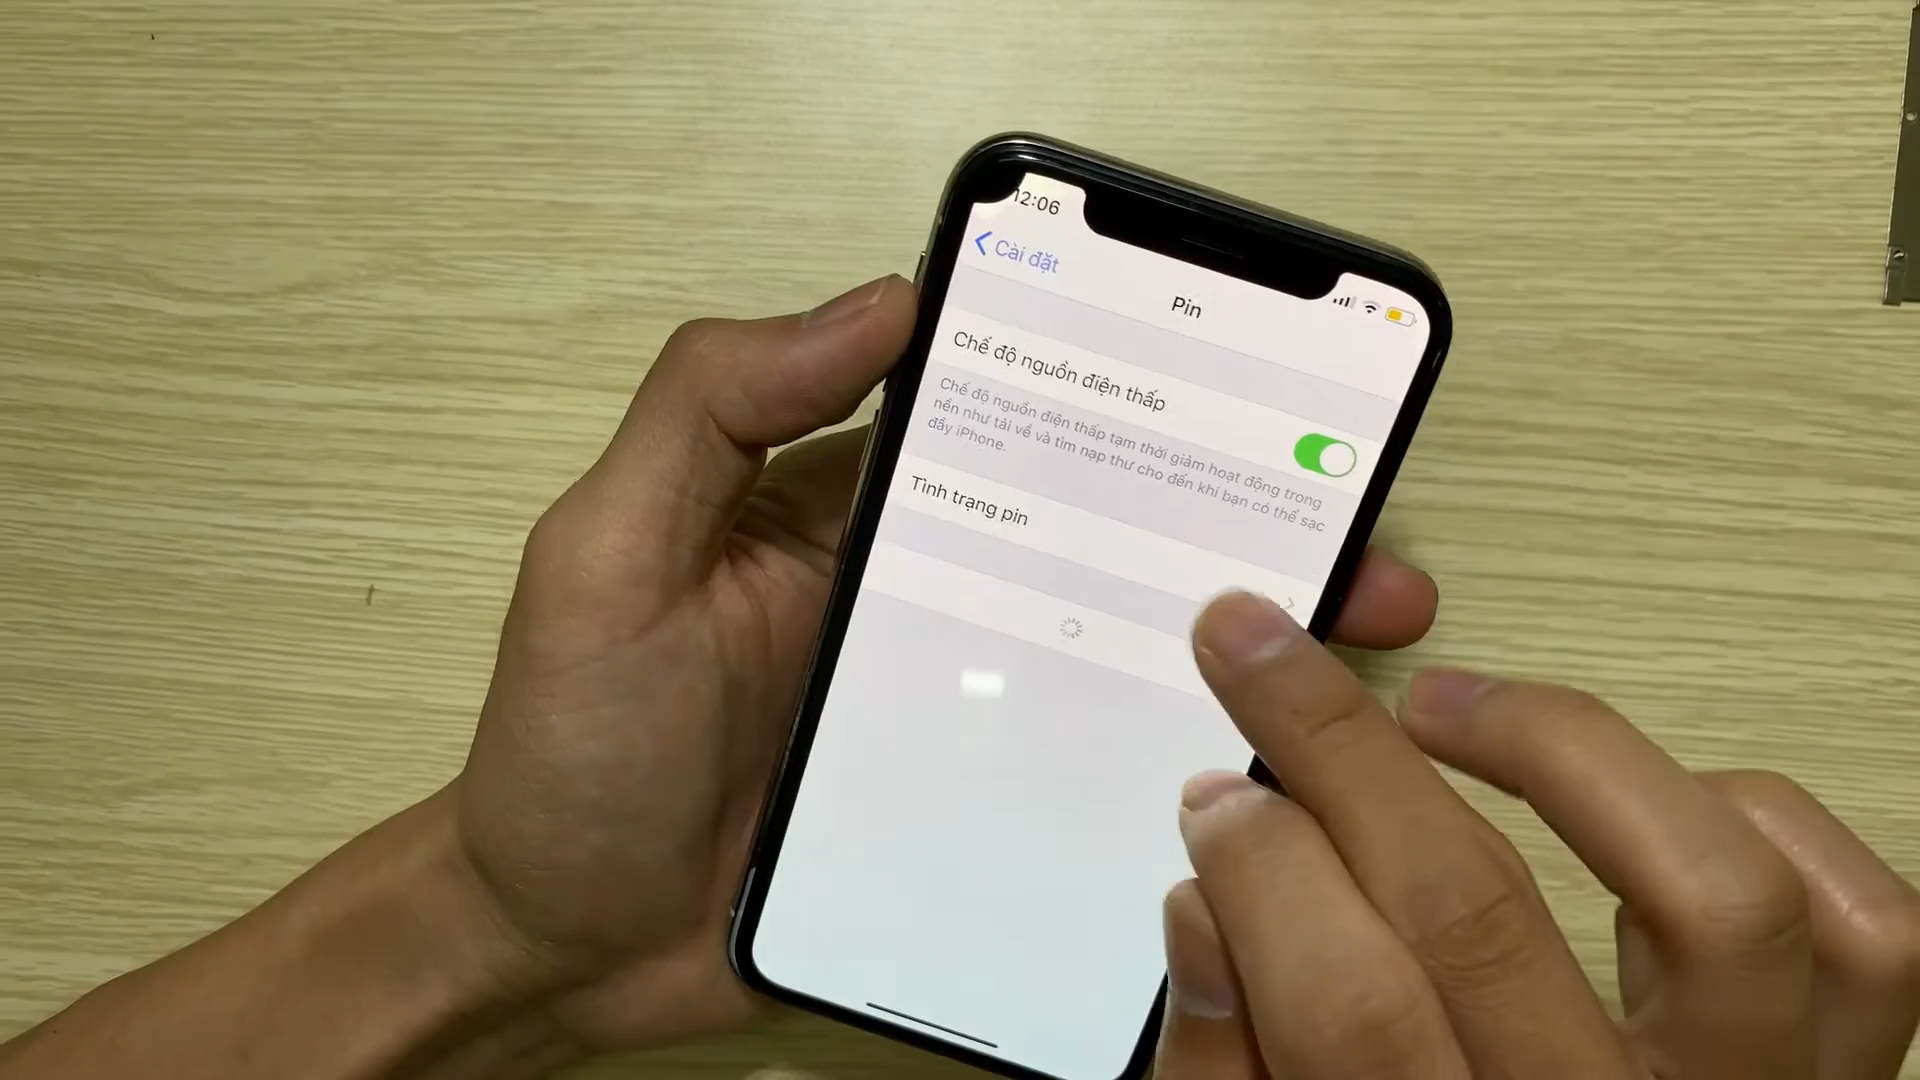 12:06
Cài đặt
Pin
Chế độ nguồn điện thấp
Chế độ nguồn điện thấp tạm thời giảm hoạt động trong
nền như tải về và tìm nạp thư cho đến khi bạn có thể sạc
đầy iPhone.
Tình trạng pin